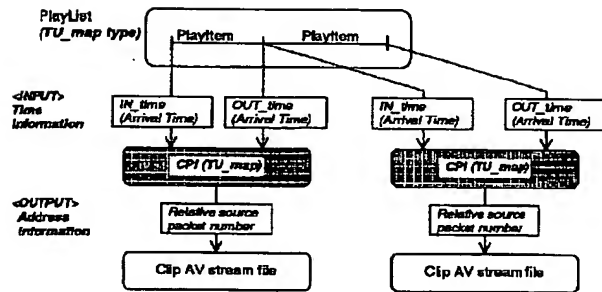 PlayList
(TU_map type)
PlayItem PlayItem
<INPUT>
Time
Information
IN_time
(Arrival Time)
OUT_time
(Arrival Time)
IN_time
(Arrival Time)
OUT_time
(Arrival Time)
CPI (TU_map)
CPI (TU_map)
<OUTPUT>
Address
Information
Relative source
packet number
Relative source
packet number
Clip AV stream file
Clip AV stream file